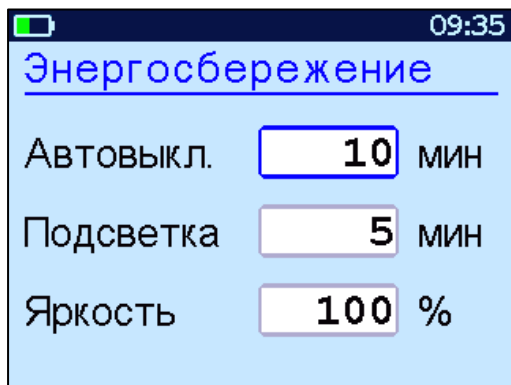 09:35
Энергосбережение
Автовыкл. 10 мин
Подсветка 5 мин
Яркость 100 %